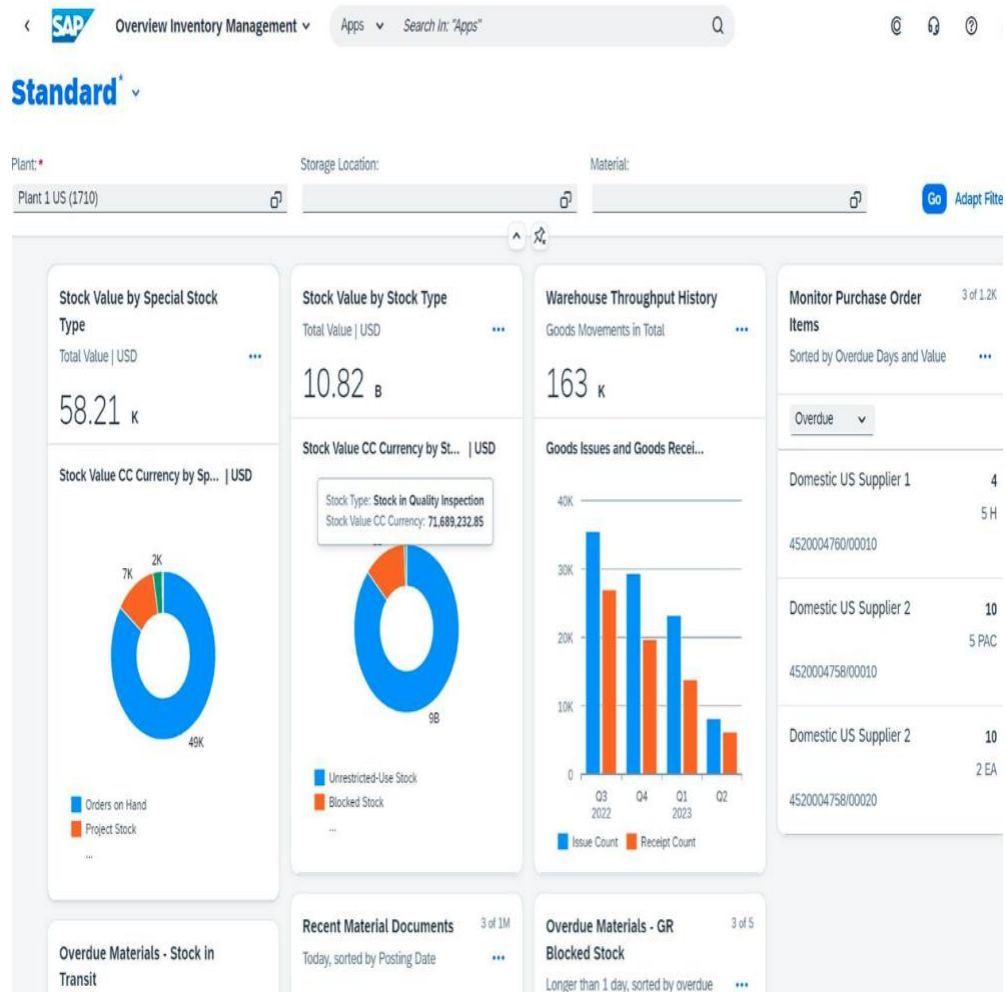 SAP Overview Inventory Management Apps Search In: "Apps"
Standard*
Plant:* Storage Location: Material:
Plant 1 US (1710) Go Adapt Filte
Stock Value by Special Stock
Type
Total Value | USD
58.21 K
Stock Value CC Currency by Sp... | USD
2K
7K
49K
Orders on Hand
Project Stock
...
Stock Value by Stock Type
Total Value | USD
10.82 B
Stock Value CC Currency by St... | USD
Stock Type: Stock in Quality Inspection
Stock Value CC Currency: 71,689,232.85
9B
Unrestricted-Use Stock
Blocked Stock
...
Warehouse Throughput History
Goods Movements in Total
163 K
Goods Issues and Goods Recei...
40K
30K
20K
10K
0
Q3 Q4 Q1 Q2
2022 2023
Issue Count Receipt Count
Monitor Purchase Order 3 of 1.2K
Items
Sorted by Overdue Days and Value
Overdue
Domestic US Supplier 1 4
5 H
4520004760/00010
Domestic US Supplier 2 10
5 PAC
4520004758/00010
Domestic US Supplier 2 10
2 EA
4520004758/00020
Overdue Materials - Stock in
Transit
Recent Material Documents 3 of 1M
Today, sorted by Posting Date
Overdue Materials - GR 3 of 5
Blocked Stock
Longer than 1 day, sorted by overdue